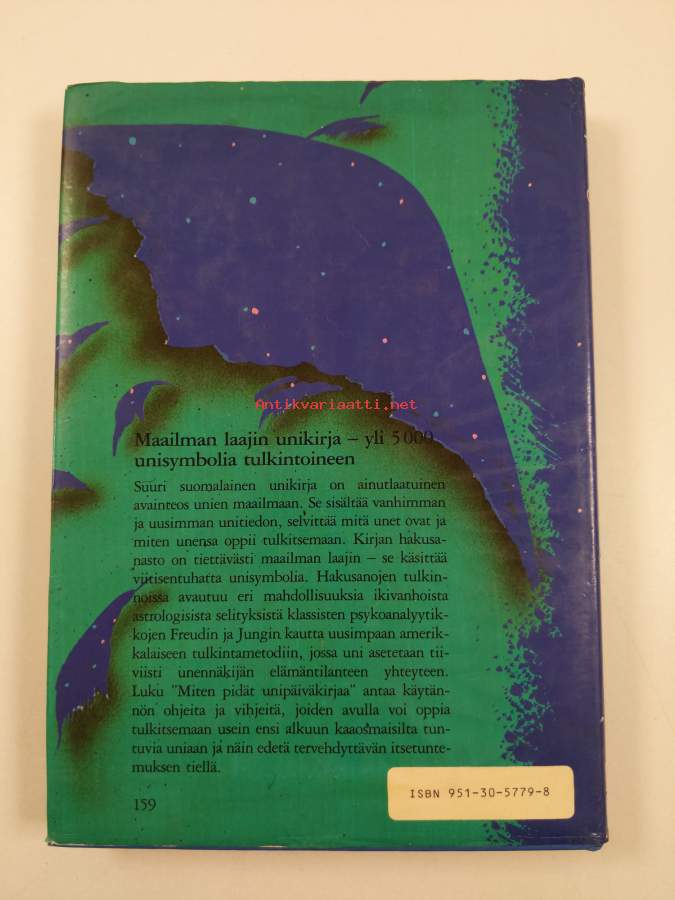 Antikvariaatti.net
Maailman laajin unikirja – yli 5 000
unisymbolia tulkintoineen
Suuri suomalainen unikirja on ainutlaatuinen
avainteos unien maailmaan. Se sisältää vanhimman
ja uusimman unitiedon, selvittää mitä unet ovat ja
miten unensa oppii tulkitsemaan. Kirjan hakusa-
nasto on tiettävästi maailman laajin – se käsittää
viitisentuhatta unisymbolia. Hakusanojen tulkin-
noissa avautuu eri mahdollisuuksia ikivanhoista
astrologisista selityksistä klassisten psykoanalyytik-
kojen Freudin ja Jungin kautta uusimpaan amerik-
kalaiseen tulkintametodiin, jossa uni asetetaan tii-
viisti unennäkijän elämäntilanteen yhteyteen.
Luku "Miten pidät unipäiväkirjaa" antaa käytän-
nön ohjeita ja vihjeitä, joiden avulla voi oppia
tulkitsemaan usein ensi alkuun kaaosmaisilta tun-
tuvia uniaan ja näin edetä tervehdyttävän itsetunte-
muksen tiellä.
159
ISBN 951-30-5779-8